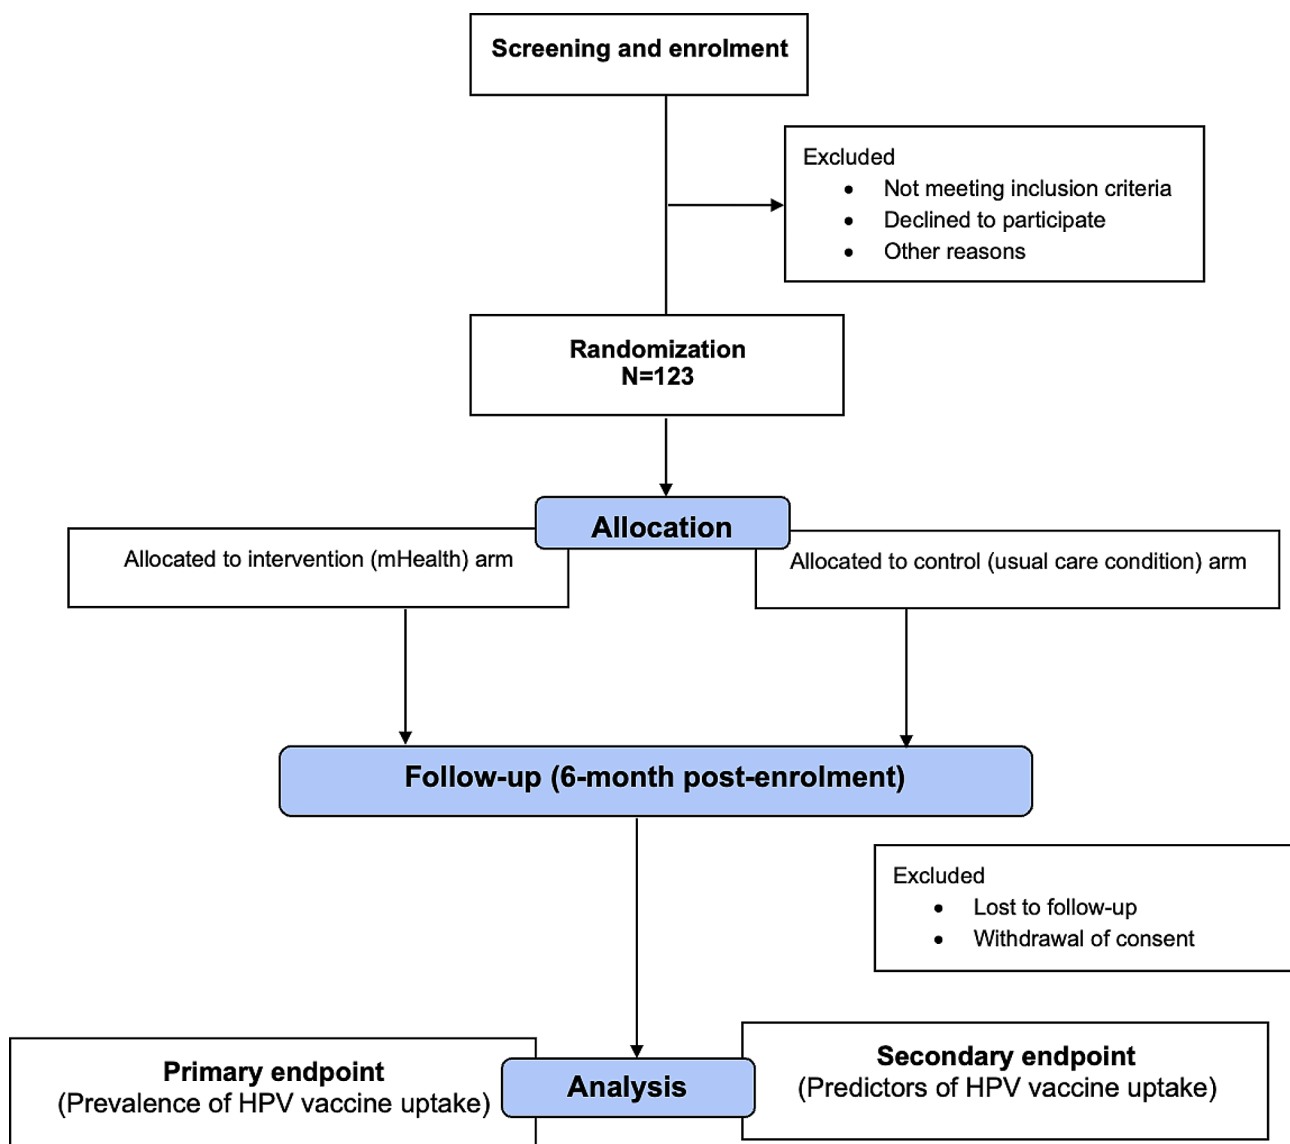 Screening and enrolment
Excluded
• Not meeting inclusion criteria
• Declined to participate
• Other reasons
Randomization
N=123
Allocation
Allocated to intervention (mHealth) arm
Allocated to control (usual care condition) arm
Follow-up (6-month post-enrolment)
Excluded
• Lost to follow-up
• Withdrawal of consent
Primary endpoint
(Prevalence of HPV vaccine uptake)
Analysis
Secondary endpoint
(Predictors of HPV vaccine uptake)